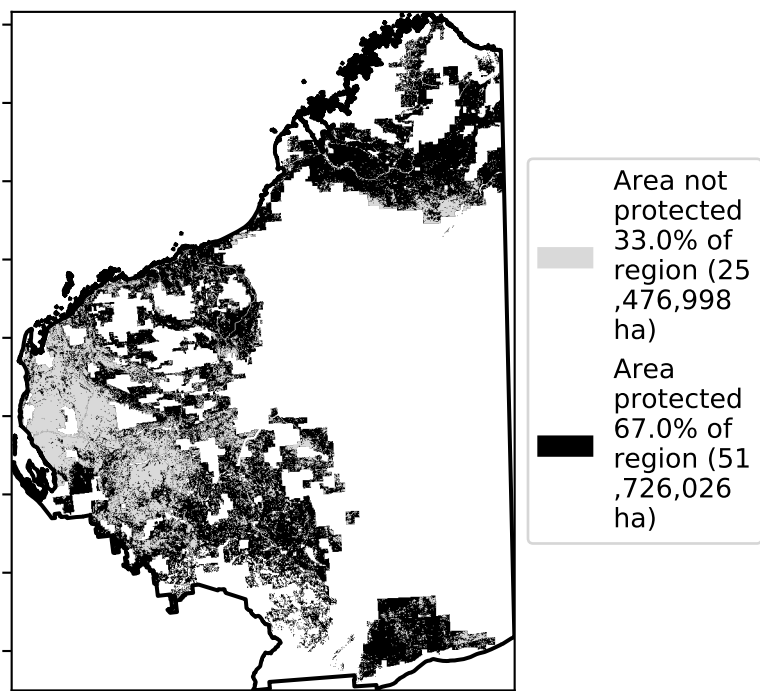 Area not
protected
33.0% of
region (25
,476,998
ha)
Area
protected
67.0% of
region (51
,726,026
ha)